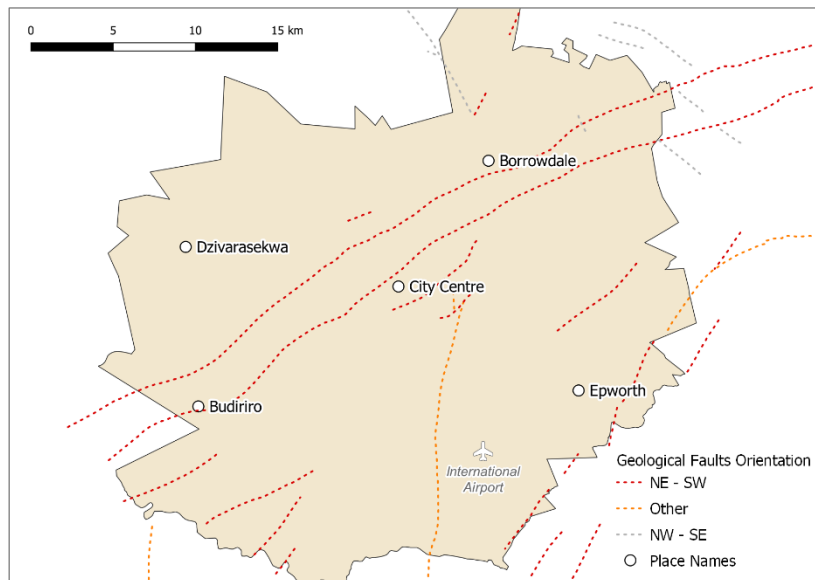 0 5 10 15 km
Borrowdale
Dzivarasekwa
City Centre
Budiriro
Epworth
International
Airport
Geological Faults Orientation
NE - SW
Other
NW - SE
Place Names